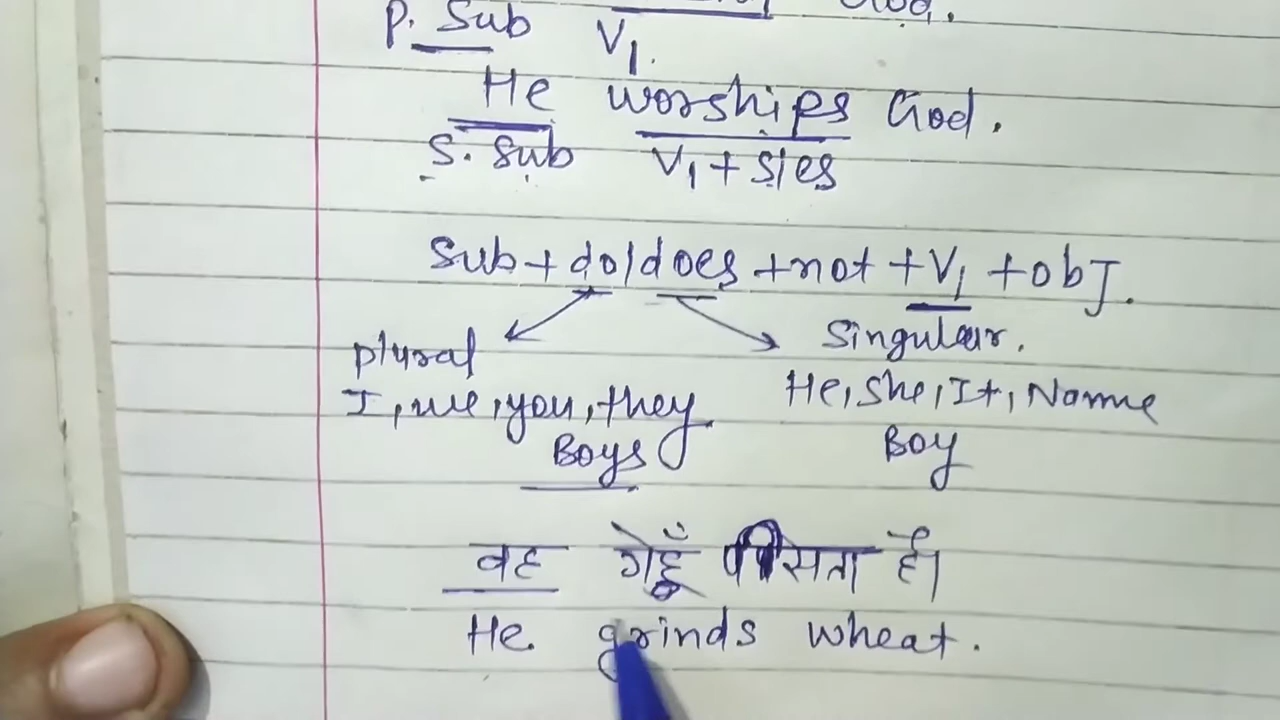 God.
P. Sub V1.
He worships God.
S. Sub V1 + s/es
Sub + do/does + not + V1 + obj.
Plural Singular.
I, we, you, they He, She, It, Name
Boys Boy
वह गेहूँ पीसता है।
He grinds wheat.